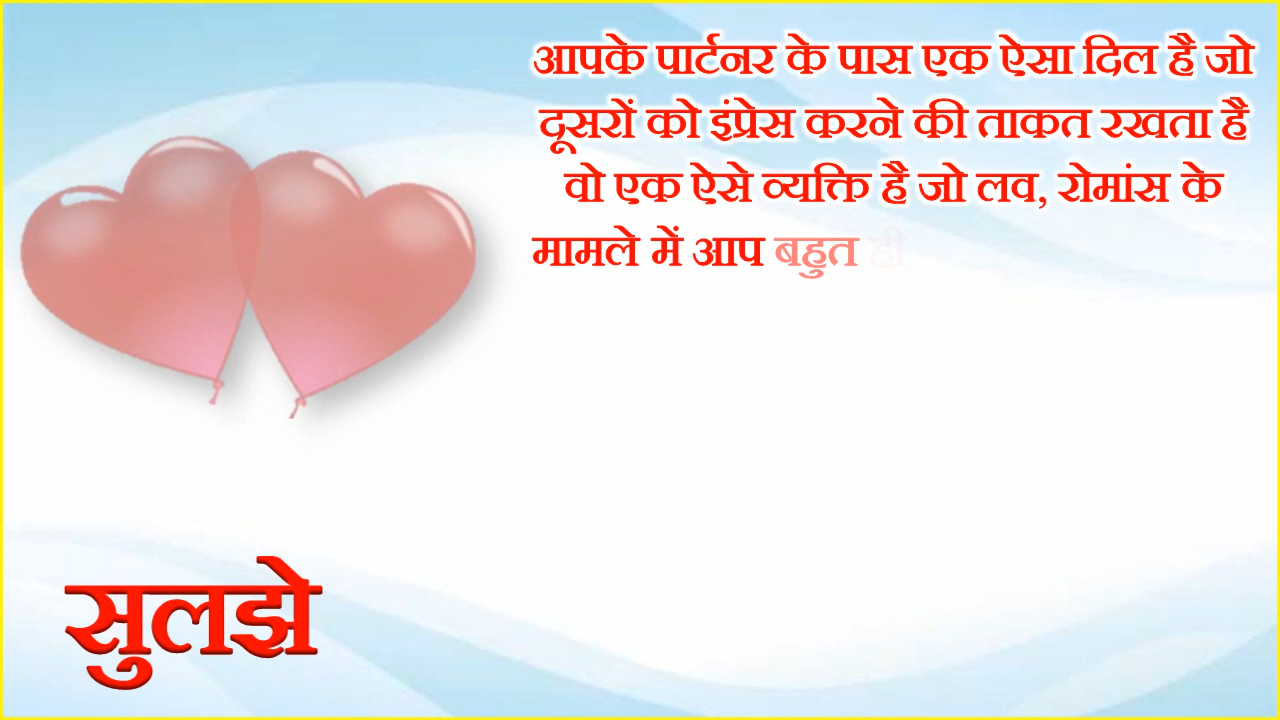 आपके पार्टनर के पास एक ऐसा दिल है जो
दूसरों को इंप्रेस करने की ताकत रखता है
वो एक ऐसे व्यक्ति है जो लव, रोमांस के
मामले में आप बहुत ही
सुलझे